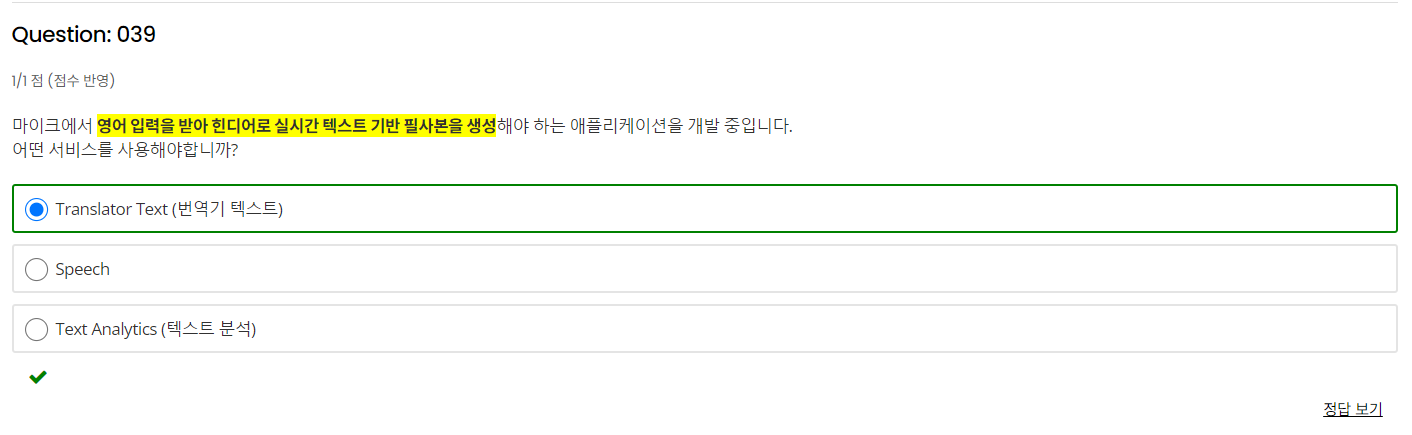 Question: 039
1/1 점 (점수 반영)
마이크에서 영어 입력을 받아 힌디어로 실시간 텍스트 기반 필사본을 생성해야 하는 애플리케이션을 개발 중입니다.
어떤 서비스를 사용해야합니까?
Translator Text (번역기 텍스트)
Speech
Text Analytics (텍스트 분석)
정답 보기